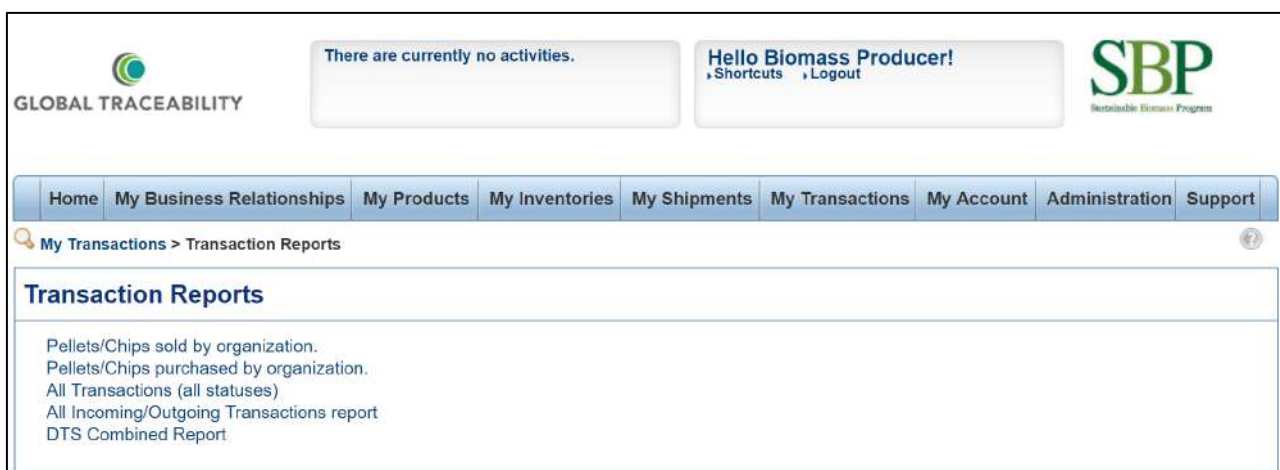 GLOBAL TRACEABILITY
There are currently no activities.
Hello Biomass Producer!
Shortcuts Logout
SBP
Sustainable Biomass Program
Home My Business Relationships My Products My Inventories My Shipments My Transactions My Account Administration Support
My Transactions > Transaction Reports
?
Transaction Reports
Pellets/Chips sold by organization.
Pellets/Chips purchased by organization.
All Transactions (all statuses)
All Incoming/Outgoing Transactions report
DTS Combined Report